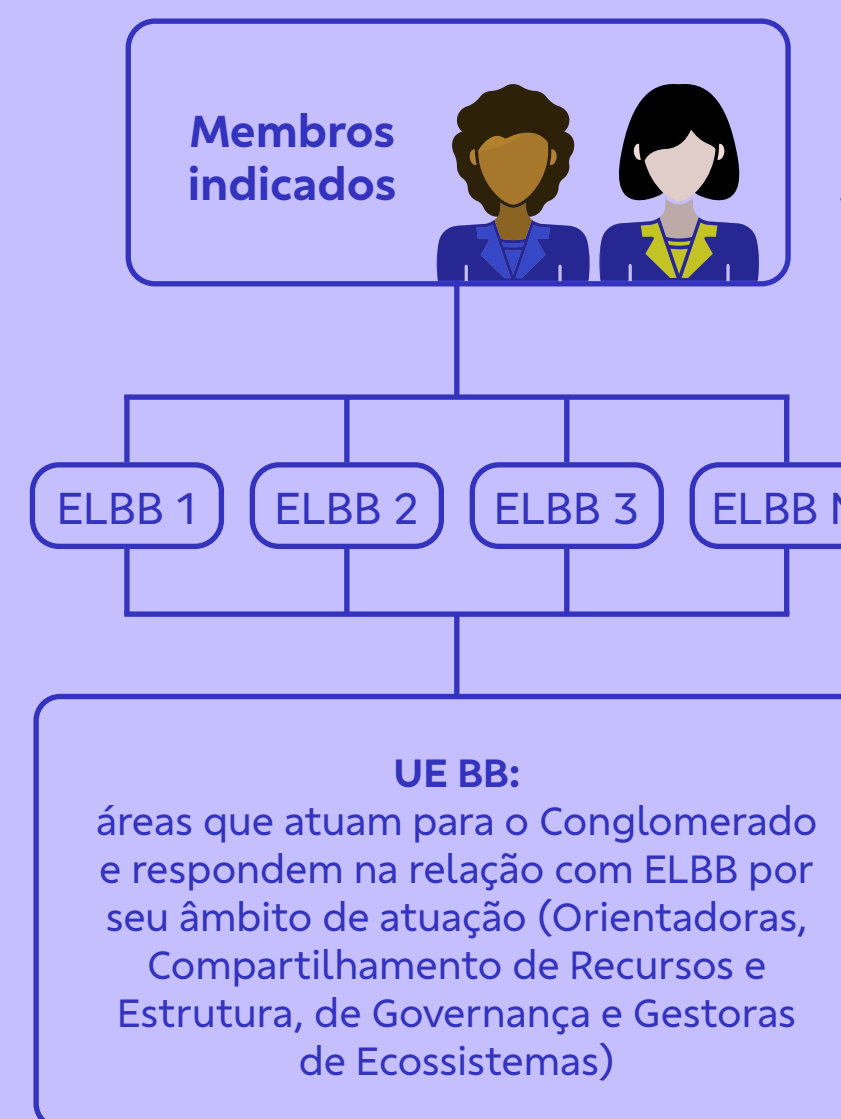 Membros
indicados
ELBB 1
ELBB 2
ELBB 3
ELBB
UE BB:
áreas que atuam para o Conglomerado
e respondem na relação com ELBB por
seu âmbito de atuação (Orientadoras,
Compartilhamento de Recursos e
Estrutura, de Governança e Gestoras
de Ecossistemas)